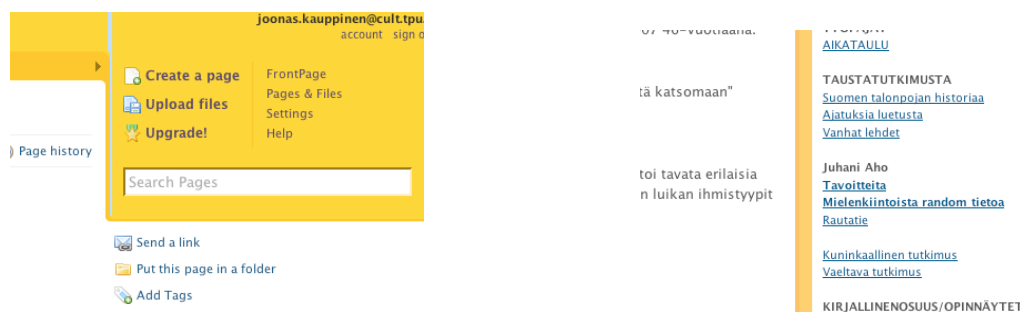 joonas.kauppinen@cult.tpu.
account sign o
Create a page
Upload files
Upgrade!
FrontPage
Pages & Files
Settings
Help
Page history
Search Pages
Send a link
Put this page in a folder
Add Tags
46-vuotiaana.
tä katsomaan"
toi tavata erilaisia
n luikan ihmistyypit
AIKATAULU
TAUSTATUTKIMUSTA
Suomen talonpojan historiaa
Ajatuksia luetusta
Vanhat lehdet
Juhani Aho
Tavoitteita
Mielenkiintoista random tietoa
Rautatie
Kuninkaallinen tutkimus
Vaeltava tutkimus
KIRJALLINENOSUUS/OPINNÄYTET